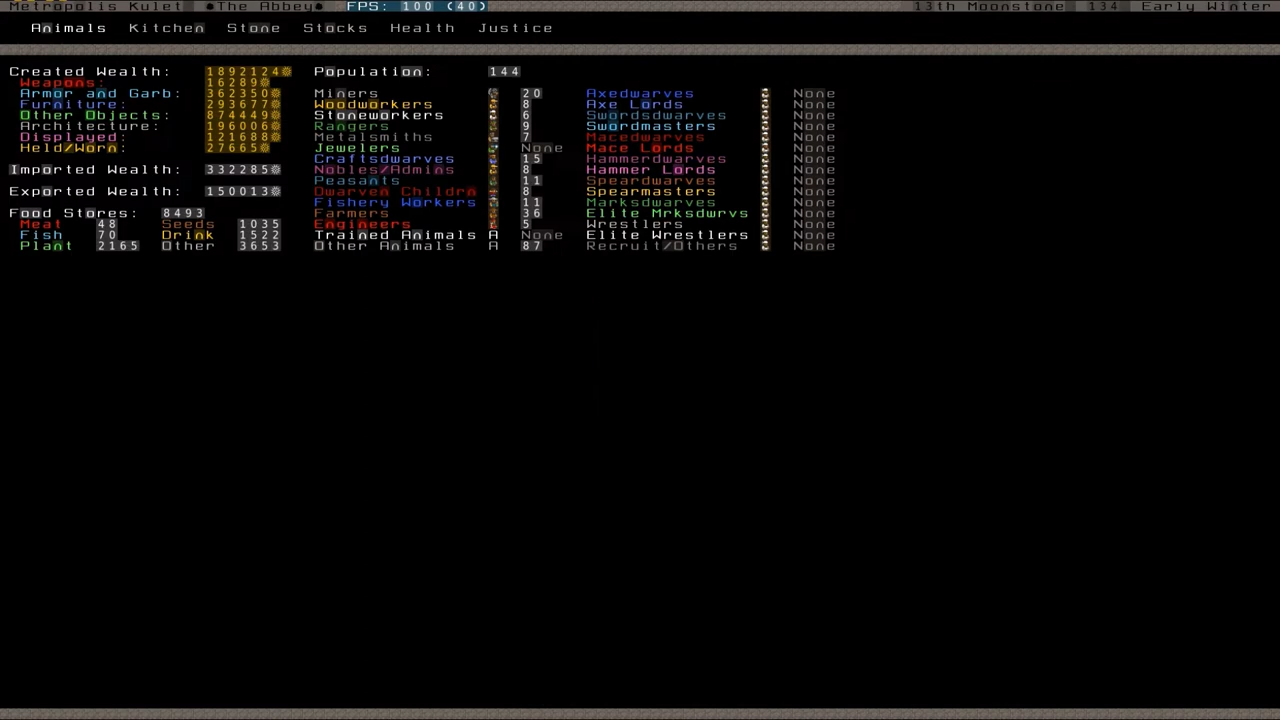 Metropolis Kulet ●The Abbey● FPS: 100 (40) 13th Moonstone 134 Early Winter
Animals Kitchen Stone Stocks Health Justice
Created Wealth: 1892124☼ Population: 144
Weapons: 16289☼
Armor and Garb: 362350☼ Miners 20 Axedwarves None
Furniture: 293677☼ Woodworkers 8 Axe Lords None
Other Objects: 874449☼ Stoneworkers 6 Swordsdwarves None
Architecture: 196006☼ Rangers 9 Swordmasters None
Displayed: 121688☼ Metalsmiths 7 Macedwarves None
Held/Worn: 27665☼ Jewelers None Mace Lords None
Craftsdwarves 15 Hammerdwarves None
Imported Wealth: 332285☼ Nobles/Admins 8 Hammer Lords None
Peasants 11 Speardwarves None
Exported Wealth: 150013☼ Dwarven Childrn 8 Spearmasters None
Fishery Workers 11 Marksdwarves None
Food Stores: 8493 Farmers 36 Elite Mrksdwrvs None
Meat 48 Seeds 1035 Engineers 5 Wrestlers None
Fish 70 Drink 1522 Trained Animals A None Elite Wrestlers None
Plant 2165 Other 3653 Other Animals A 87 Recruit/Others None